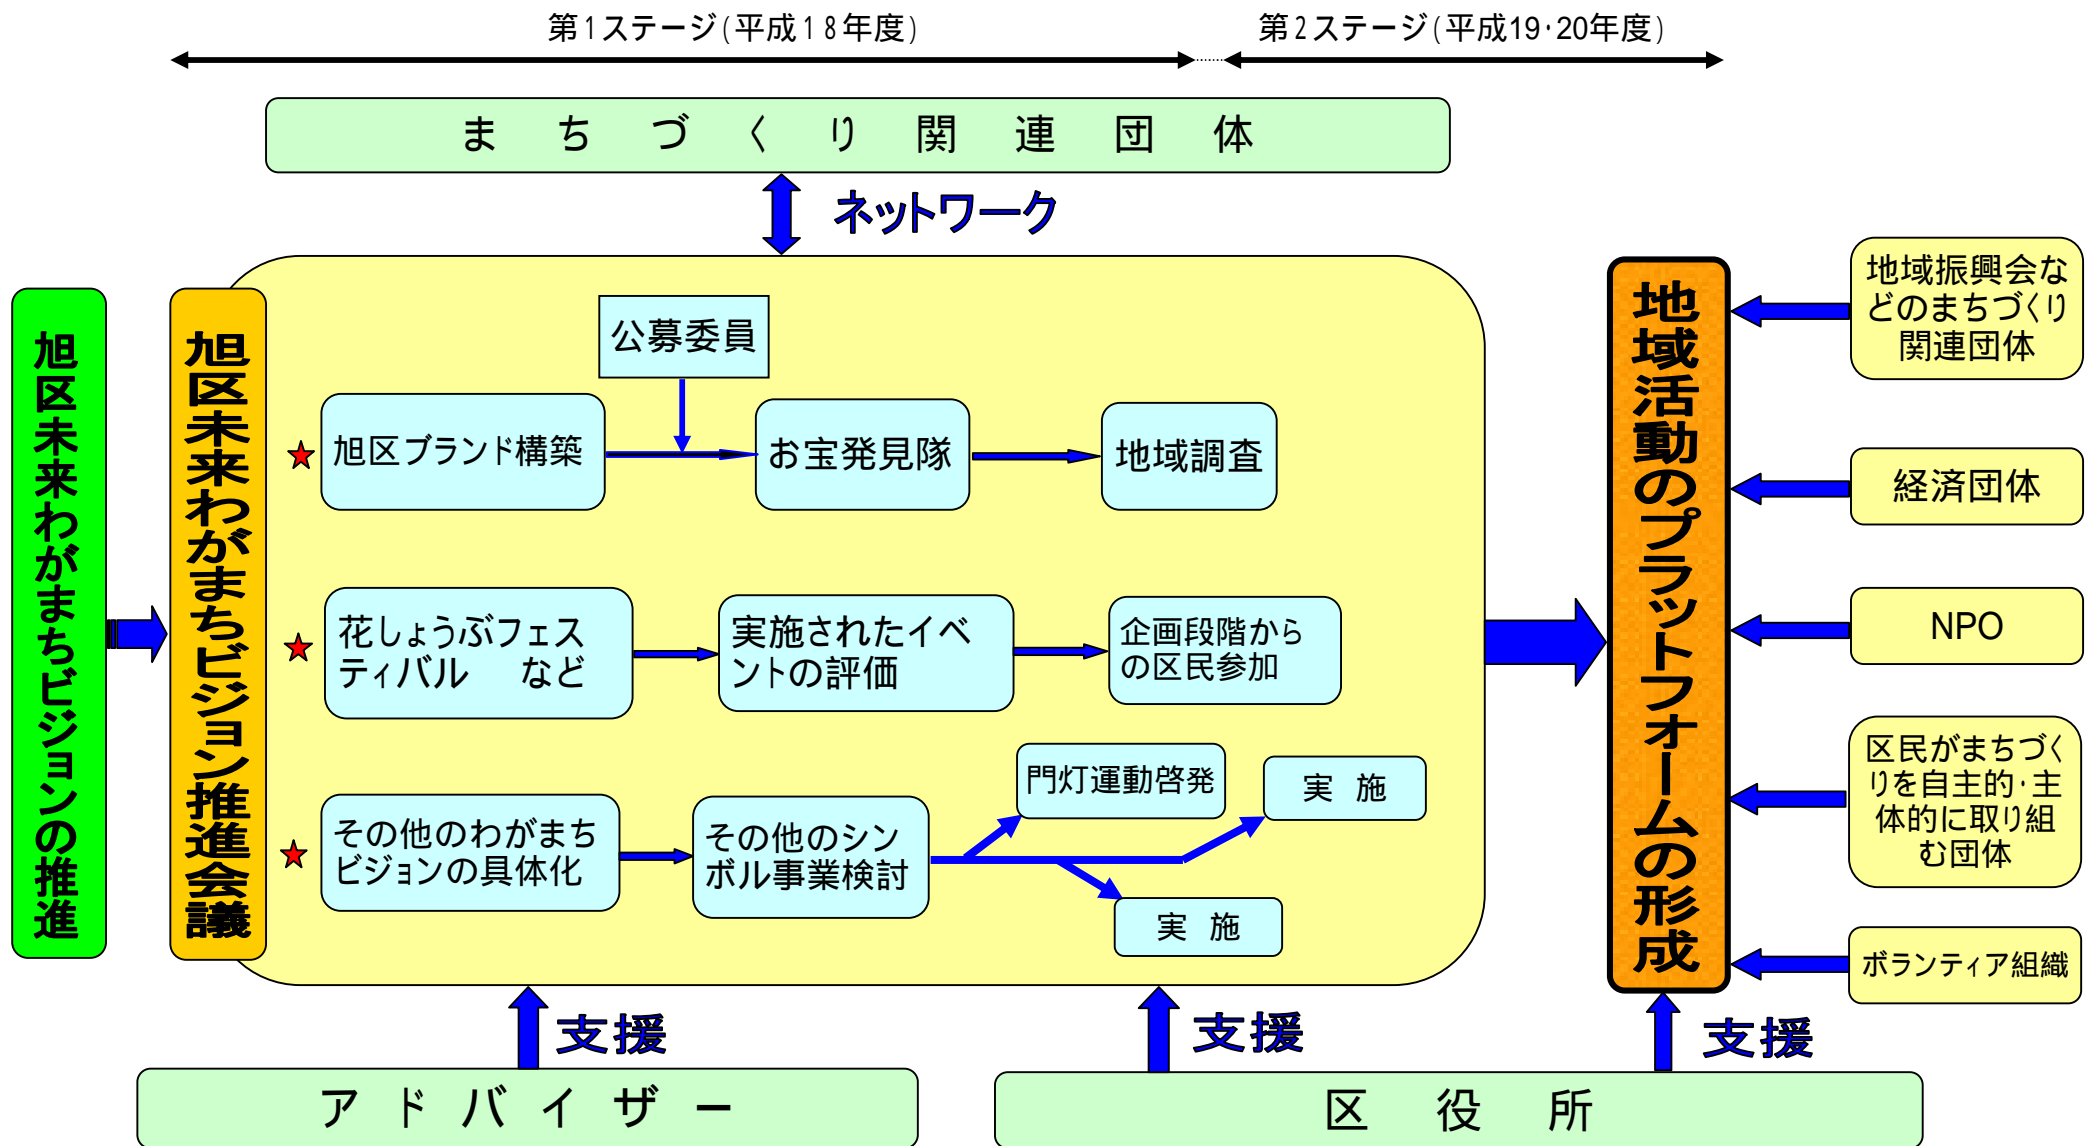 第1ステージ(平成18年度)
第2ステージ(平成19･20年度)
まちづくり関連団体
ネットワーク
旭区未来わがまちビジョンの推進
旭区未来わがまちビジョン推進会議
公募委員
★
旭区ブランド構築
お宝発見隊
地域調査
★
花しょうぶフェス
ティバル　など
実施されたイベ
ントの評価
企画段階から
の区民参加
★
その他のわがまち
ビジョンの具体化
その他のシン
ボル事業検討
門灯運動啓発
実 施
実 施
地域活動のプラットフォームの形成
地域振興会な
どのまちづくり
関連団体
経済団体
NPO
区民がまちづく
りを自主的･主
体的に取り組
む団体
ボランティア組織
支援
支援
支援
アドバイザー
区役所